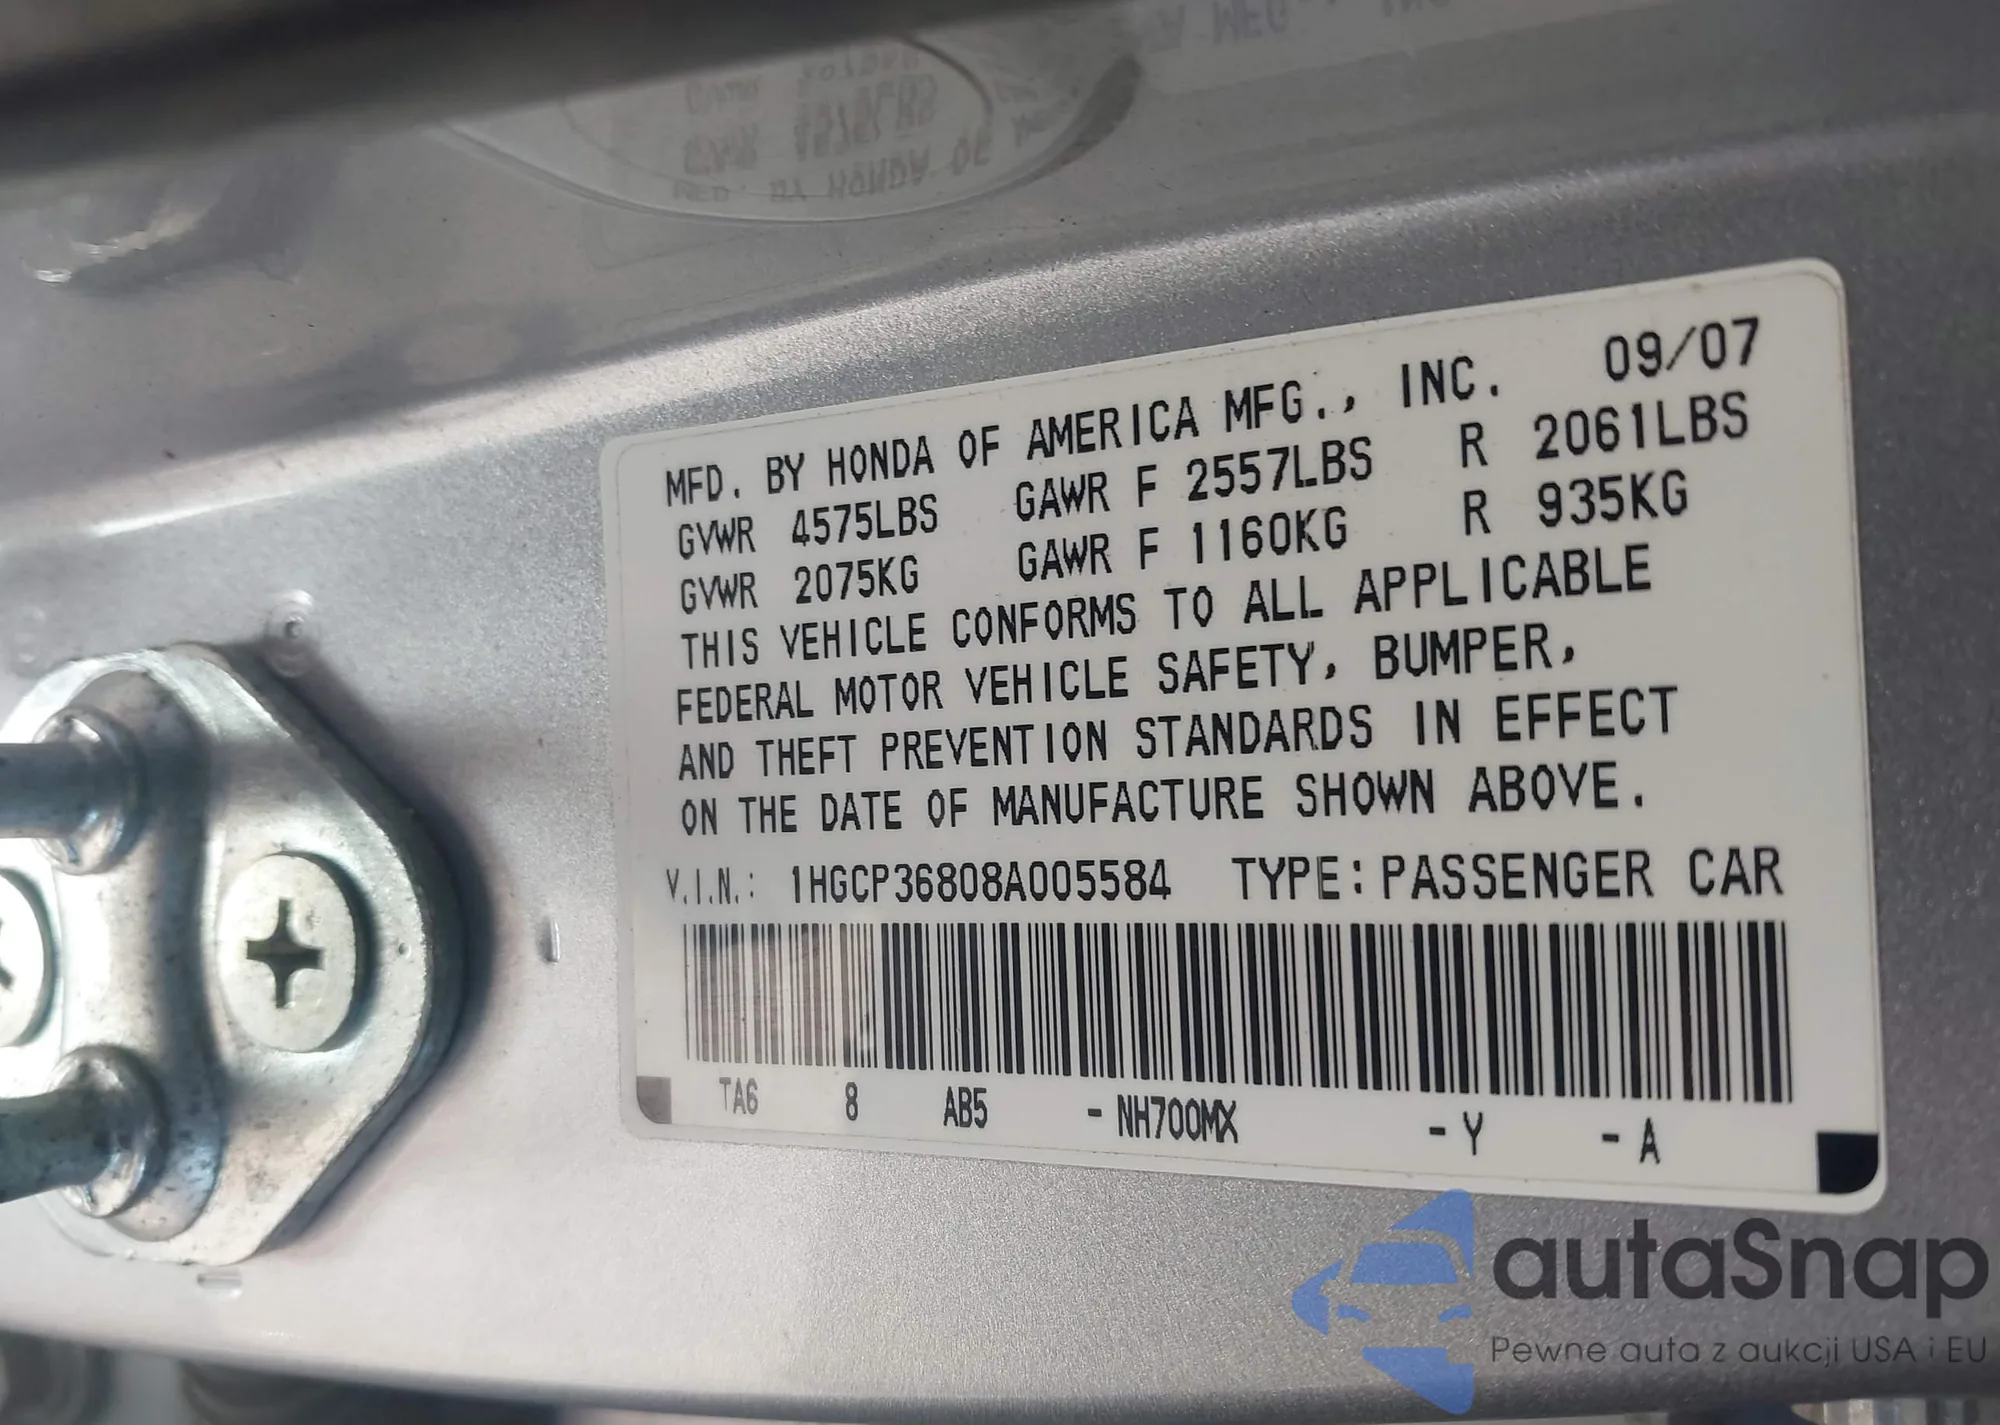 MFD. BY HONDA OF AMERICA MFG., INC. 09/07
GVWR 4575LBS GAWR F 2557LBS R 2061LBS
GVWR 2075KG GAWR F 1160KG R 935KG
THIS VEHICLE CONFORMS TO ALL APPLICABLE
FEDERAL MOTOR VEHICLE SAFETY, BUMPER,
AND THEFT PREVENTION STANDARDS IN EFFECT
ON THE DATE OF MANUFACTURE SHOWN ABOVE.
V.I.N.: 1HGCP36808A005584 TYPE: PASSENGER CAR
TA6 8 AB5 - NH700MX - Y - A
autaSnap
Pewne auta z aukcji USA i EU